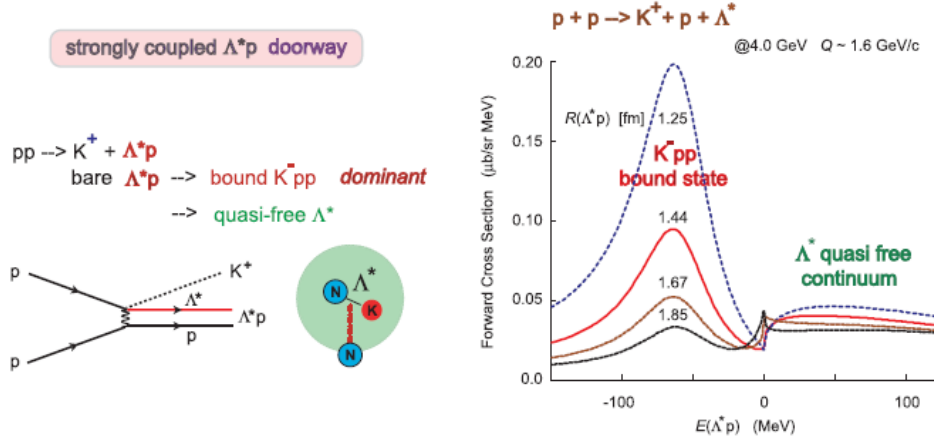 strongly coupled Λ*p doorway
pp --> K⁺ + Λ*p
bare Λ*p --> bound K⁻pp dominant
--> quasi-free Λ*
p
K⁺
Λ*
Λ*p
p
p
Λ*
N
K
N
p + p --> K⁺ + p + Λ*
@4.0 GeV Q ~ 1.6 GeV/c
Forward Cross Section (μb/sr MeV)
0.20
0.15
0.10
0.05
0.0
R(Λ*p) [fm] 1.25
K⁻pp
bound state
1.44
1.67
1.85
Λ* quasi free
continuum
-100
0
100
E(Λ*p) (MeV)